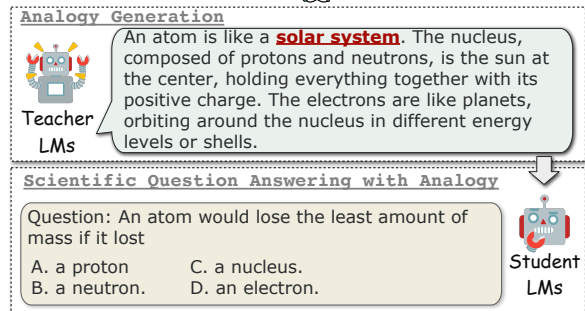 Analogy Generation
An atom is like a solar system. The nucleus,
composed of protons and neutrons, is the sun at
the center, holding everything together with its
positive charge. The electrons are like planets,
orbiting around the nucleus in different energy
levels or shells.
Teacher
LMs
Scientific Question Answering with Analogy
Question: An atom would lose the least amount of
mass if it lost
A. a proton C. a nucleus.
B. a neutron. D. an electron.
Student
LMs